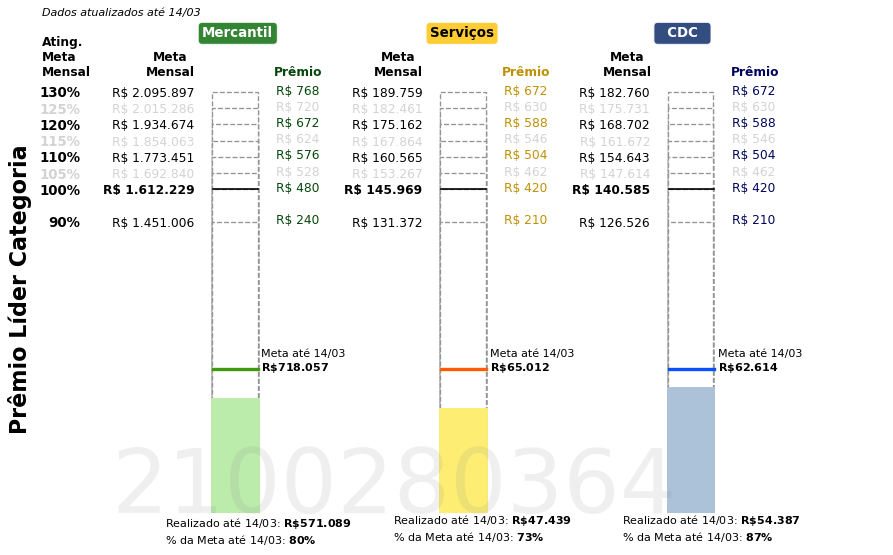 Dados atualizados até 14/03
Mercantil Serviços CDC
Ating.
Meta Meta Meta Meta
Mensal Mensal Prêmio Mensal Prêmio Mensal Prêmio
130% R$ 2.095.897 R$ 768 R$ 189.759 R$ 672 R$ 182.760 R$ 672
125% R$ 2.015.286 R$ 720 R$ 182.461 R$ 630 R$ 175.731 R$ 630
120% R$ 1.934.674 R$ 672 R$ 175.162 R$ 588 R$ 168.702 R$ 588
115% R$ 1.854.063 R$ 624 R$ 167.864 R$ 546 R$ 161.672 R$ 546
110% R$ 1.773.451 R$ 576 R$ 160.565 R$ 504 R$ 154.643 R$ 504
105% R$ 1.692.840 R$ 528 R$ 153.267 R$ 462 R$ 147.614 R$ 462
100% R$ 1.612.229 R$ 480 R$ 145.969 R$ 420 R$ 140.585 R$ 420
90% R$ 1.451.006 R$ 240 R$ 131.372 R$ 210 R$ 126.526 R$ 210
Prêmio Líder Categoria
Meta até 14/03 Meta até 14/03 Meta até 14/03
R$718.057 R$65.012 R$62.614
2100280364
Realizado até 14/03: R$571.089 Realizado até 14/03: R$47.439 Realizado até 14/03: R$54.387
% da Meta até 14/03: 80% % da Meta até 14/03: 73% % da Meta até 14/03: 87%